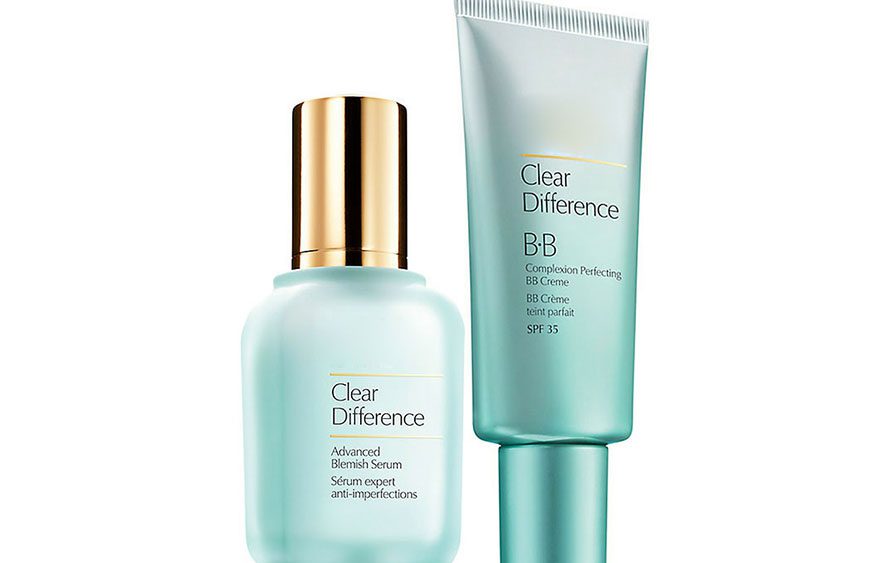 Clear
Difference
Advanced
Blemish Serum
Sérum expert
anti-imperfections
Clear
Difference
B·B
Complexion Perfecting
BB Creme
BB Crème
teint parfait
SPF 35